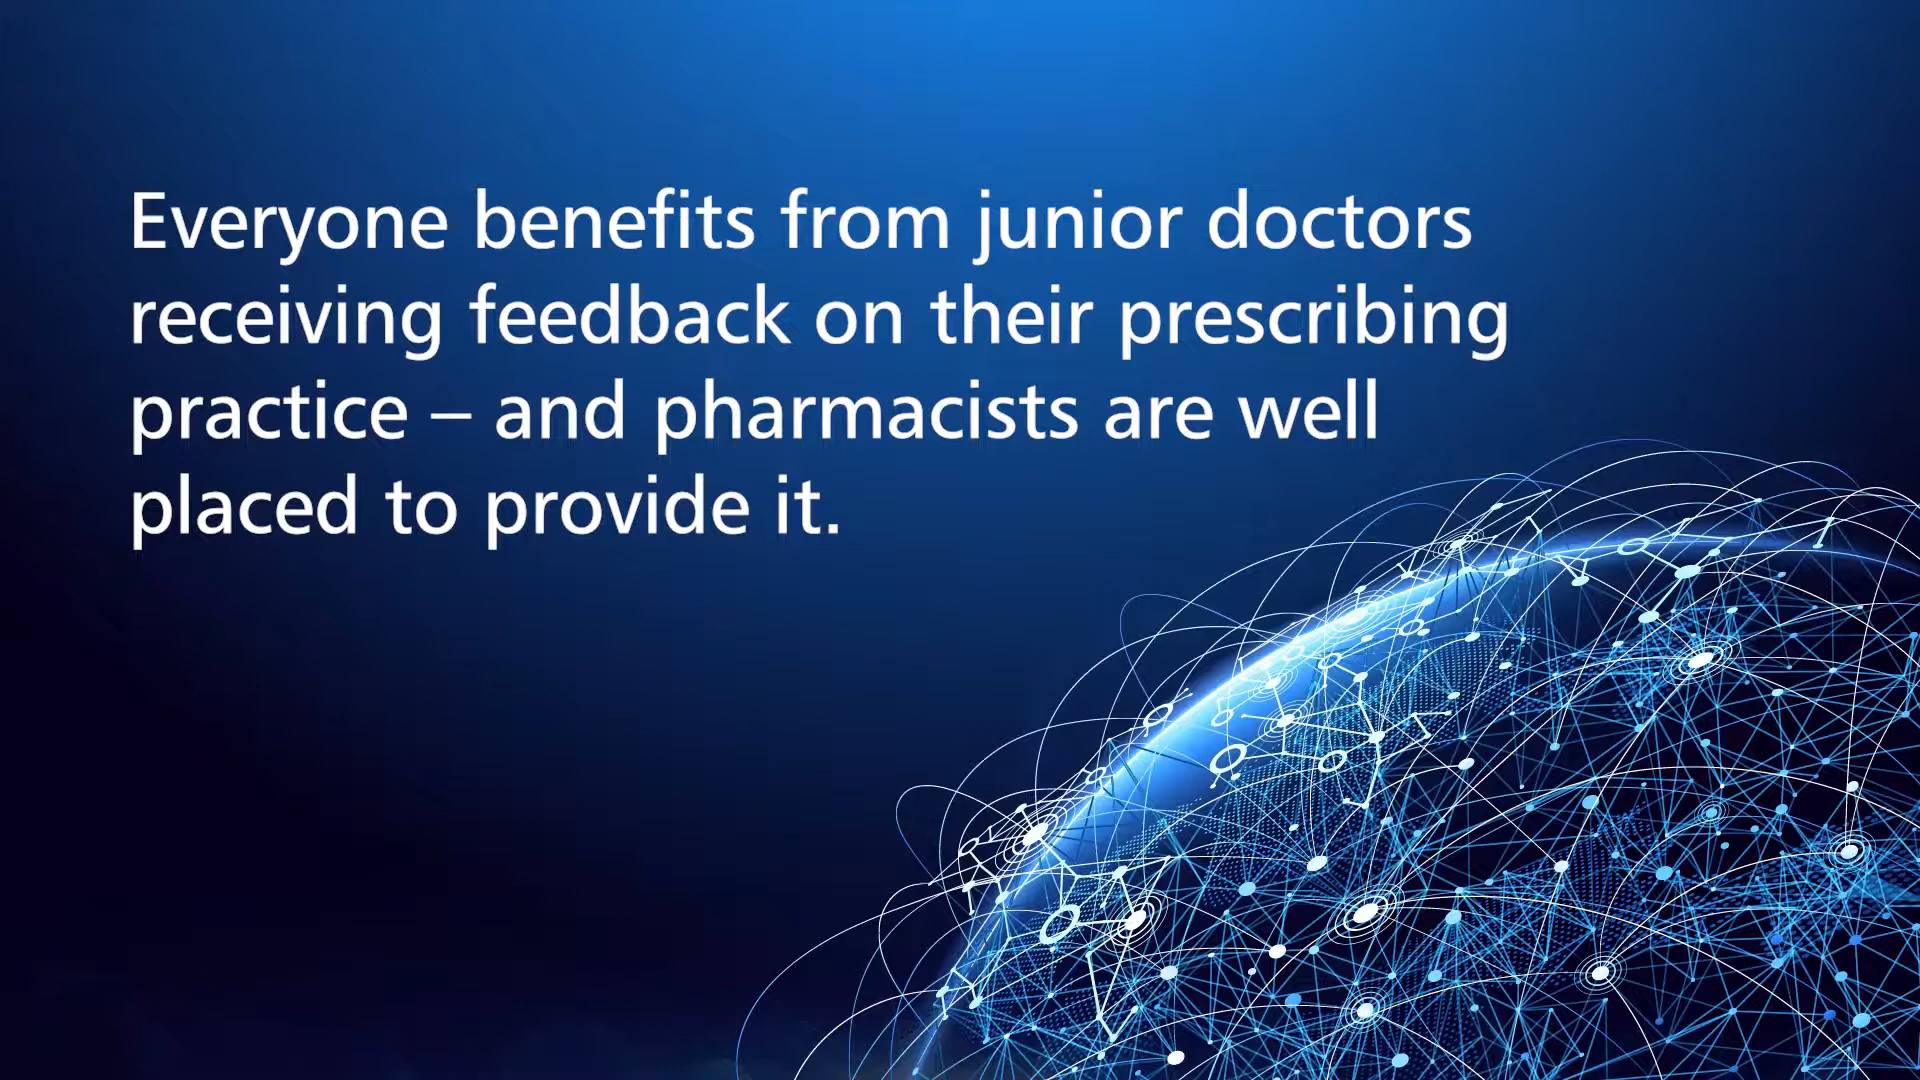 Everyone benefits from junior doctors
receiving feedback on their prescribing
practice – and pharmacists are well
placed to provide it.